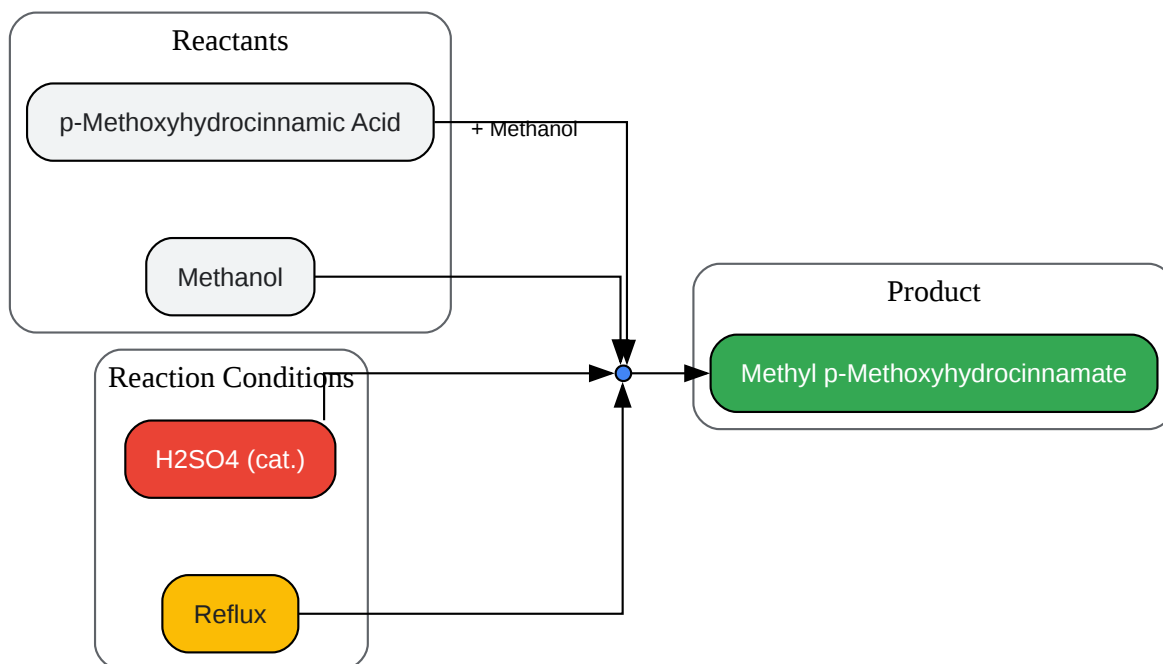 Reactants
p-Methoxyhydrocinnamic Acid
+ Methanol
Methanol
Product
Methyl p-Methoxyhydrocinnamate
Reaction Conditions
H2SO4 (cat.)
Reflux